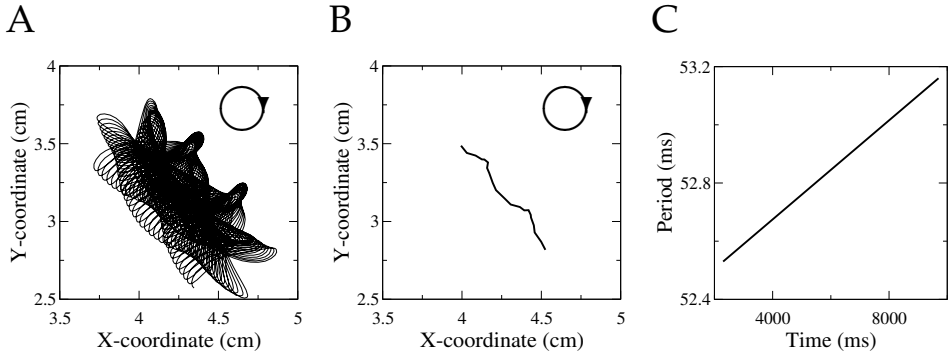 A
B
C
4
3.5
3
2.5
3.5
4
4.5
5
X-coordinate (cm)
Y-coordinate (cm)
4
3.5
3
2.5
3.5
4
4.5
5
X-coordinate (cm)
Y-coordinate (cm)
53.2
52.8
52.4
4000
8000
Time (ms)
Period (ms)